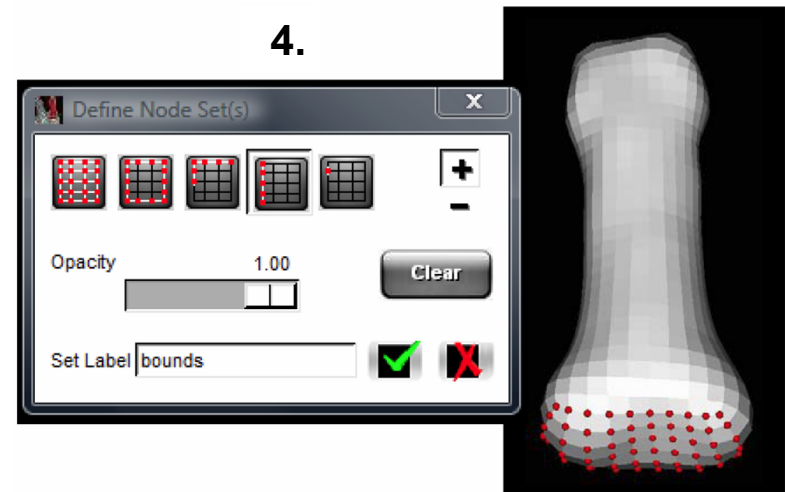 4.
Define Node Set(s)
X
+
-
Opacity 1.00
Clear
Set Label bounds